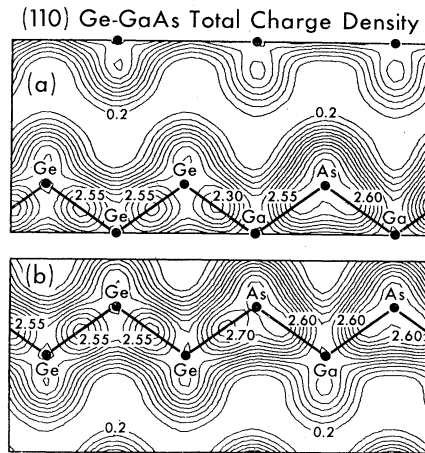 (110) Ge-GaAs Total Charge Density
(a)
0.2 0.2
Ge Ge As
2.55 2.55 2.30 2.55 2.60
Ge Ga Ga
(b)
Ge As As
2.55 2.60 2.60
2.55 2.55 2.70 2.60
Ge Ge Ga
0.2 0.2